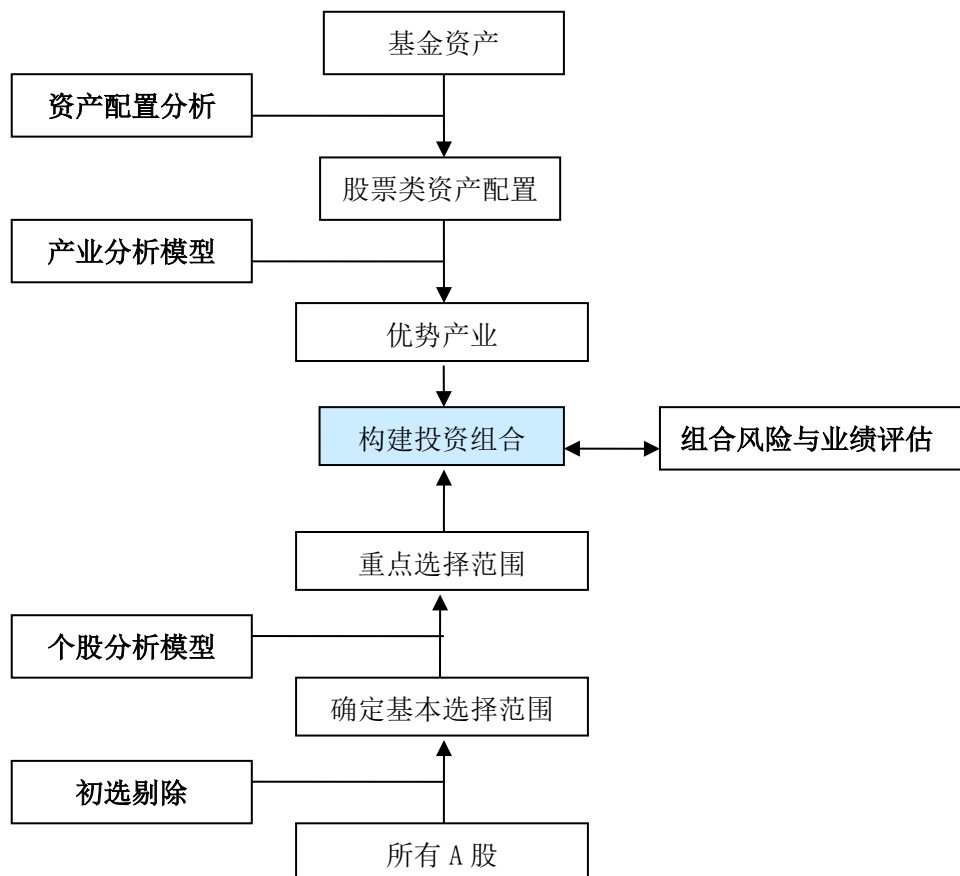 基金资产
资产配置分析
股票类资产配置
产业分析模型
优势产业
构建投资组合
组合风险与业绩评估
重点选择范围
个股分析模型
确定基本选择范围
初选剔除
所有 A 股